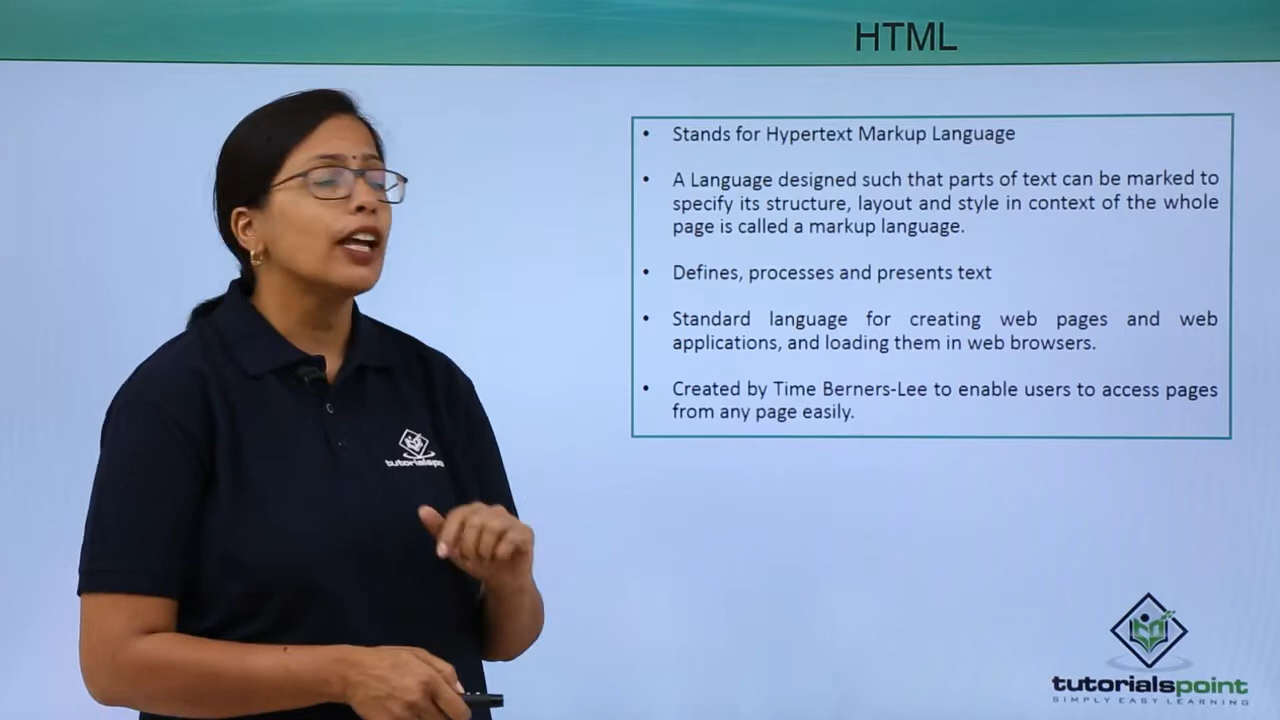 HTML
• Stands for Hypertext Markup Language
• A Language designed such that parts of text can be marked to
specify its structure, layout and style in context of the whole
page is called a markup language.
• Defines, processes and presents text
• Standard language for creating web pages and web
applications, and loading them in web browsers.
• Created by Time Berners-Lee to enable users to access pages
from any page easily.
tutorialspo
tutorialspoint
SIMPLY EASY LEARNING